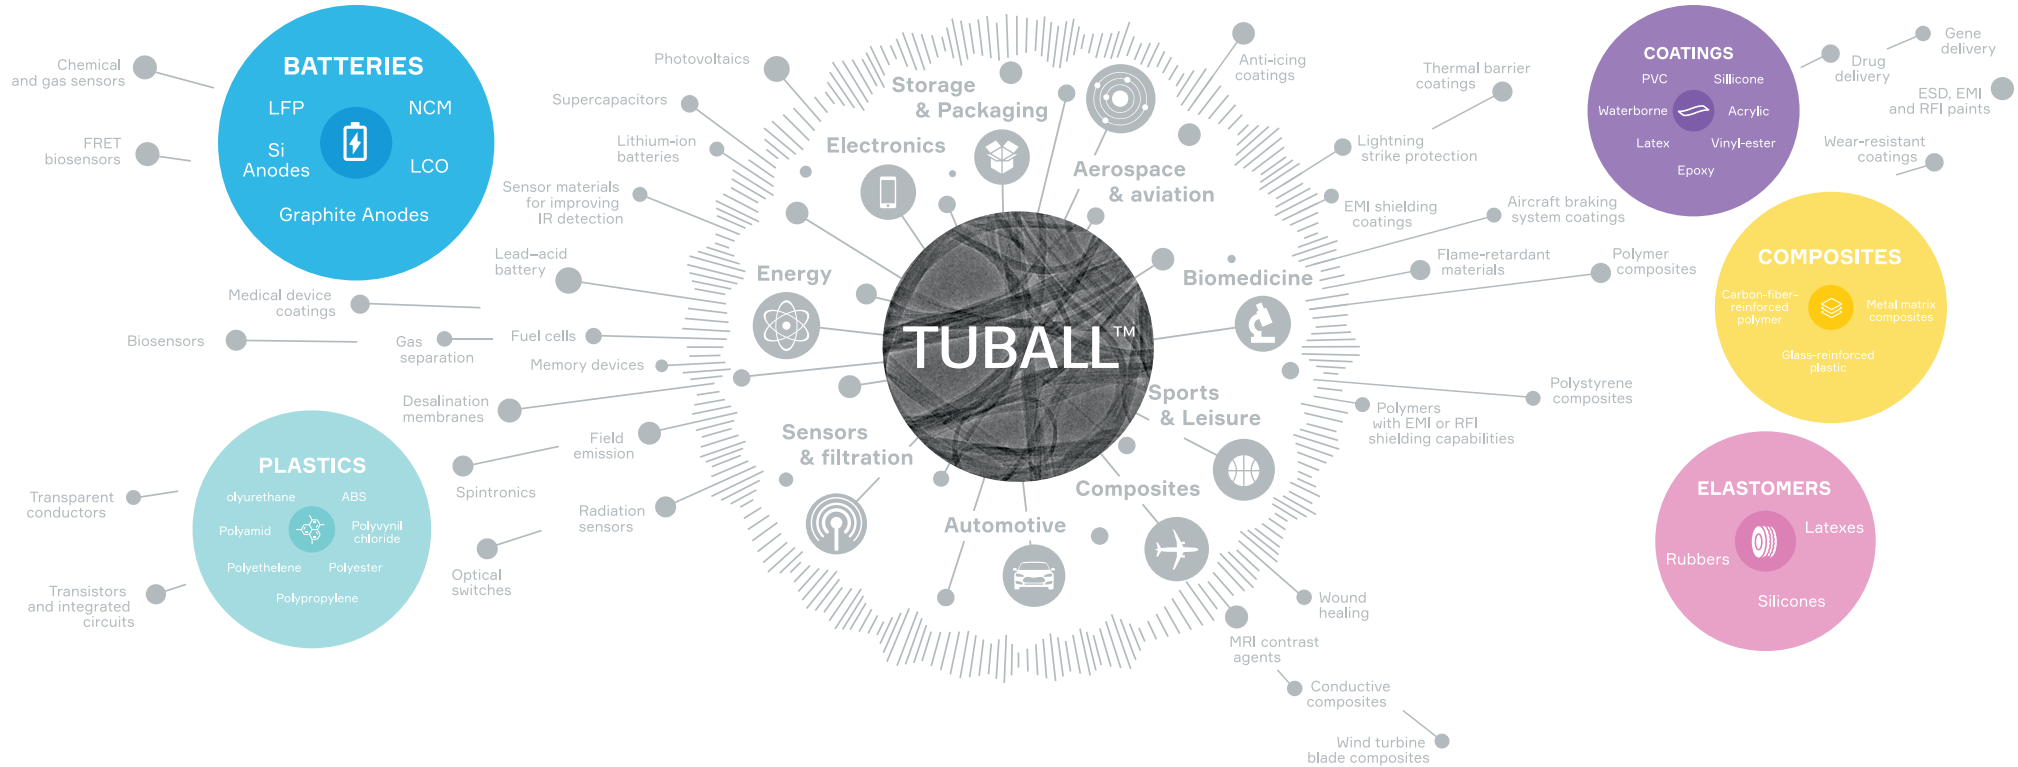 BATTERIES
LFP
NCM
Si
Anodes
LCO
Graphite Anodes
Chemical
and gas sensors
FRET
biosensors
Medical device
coatings
Biosensors
Gas
separation
Photovoltaics
Supercapacitors
Lithium-ion
batteries
Sensor materials
for improving
IR detection
Lead–acid
battery
Fuel cells
Memory devices
Desalination
membranes
Field
emission
Spintronics
Radiation
sensors
Optical
switches
PLASTICS
olyurethane
ABS
Polyamid
Polyvynil
chloride
Polyethelene
Polyester
Polypropylene
Transparent
conductors
Transistors
and integrated
circuits
Storage
& Packaging
Electronics
Aerospace
& aviation
Energy
Biomedicine
TUBALL™
Sports
& Leisure
Sensors
& filtration
Composites
Automotive
Anti-icing
coatings
Thermal barrier
coatings
Lightning
strike protection
EMI shielding
coatings
Aircraft braking
system coatings
Flame-retardant
materials
Polymer
composites
Polystyrene
composites
Polymers
with EMI or RFI
shielding capabilities
Wound
healing
MRI contrast
agents
Conductive
composites
Wind turbine
blade composites
COATINGS
PVC
Silicone
Waterborne
Acrylic
Latex
Vinyl-ester
Epoxy
Drug
delivery
Gene
delivery
ESD, EMI
and RFI paints
Wear-resistant
coatings
COMPOSITES
Carbon-fiber-
reinforced
polymer
Metal matrix
composites
Glass-reinforced
plastic
ELASTOMERS
Latexes
Rubbers
Silicones